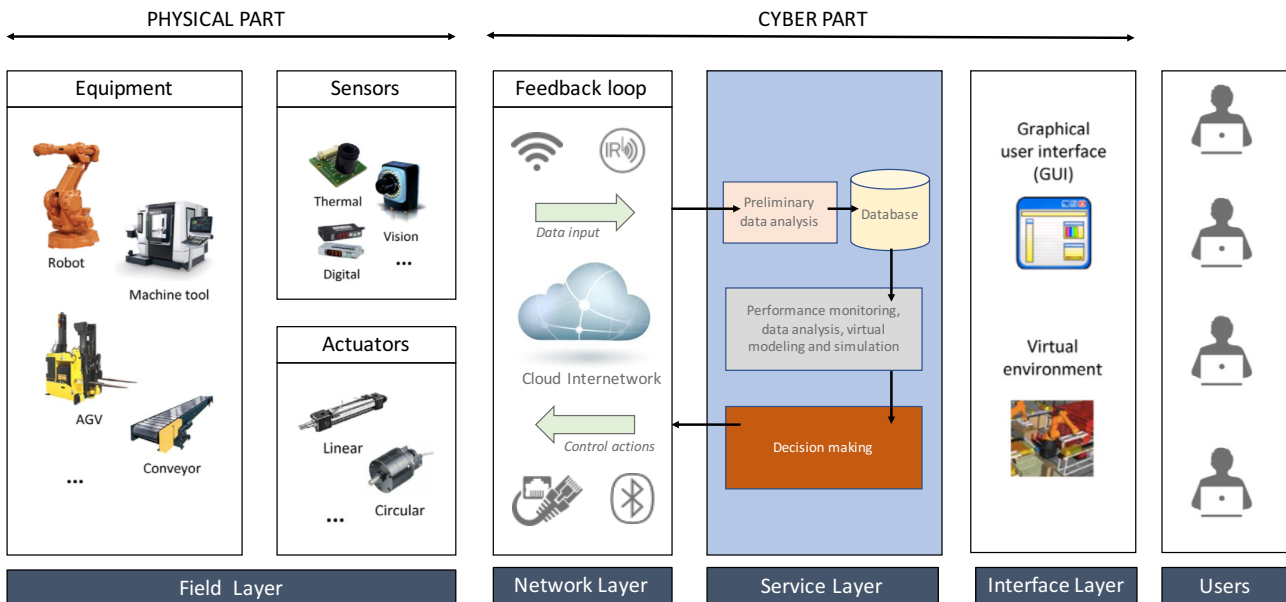 PHYSICAL PART
CYBER PART
Equipment
Robot
Machine tool
AGV
Conveyor
...
Sensors
Thermal
Vision
Digital
...
Actuators
Linear
Circular
...
Feedback loop
IR
Data input
Cloud Internetwork
Control actions
Preliminary
data analysis
Database
Performance monitoring,
data analysis, virtual
modeling and simulation
Decision making
Graphical
user interface
(GUI)
Virtual
environment
Field Layer
Network Layer
Service Layer
Interface Layer
Users